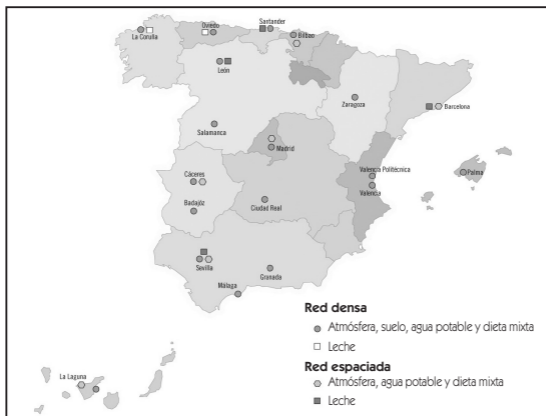 La Coruña
Oviedo
Santander
Bilbao
León
Zaragoza
Barcelona
Salamanca
Madrid
Cáceres
Valencia Politécnica
Palma
Valencia
Badajóz
Ciudad Real
Sevilla
Granada
Málaga
Red densa
Atmósfera, suelo, agua potable y dieta mixta
Leche
Red espaciada
Atmósfera, agua potable y dieta mixta
Leche
La Laguna